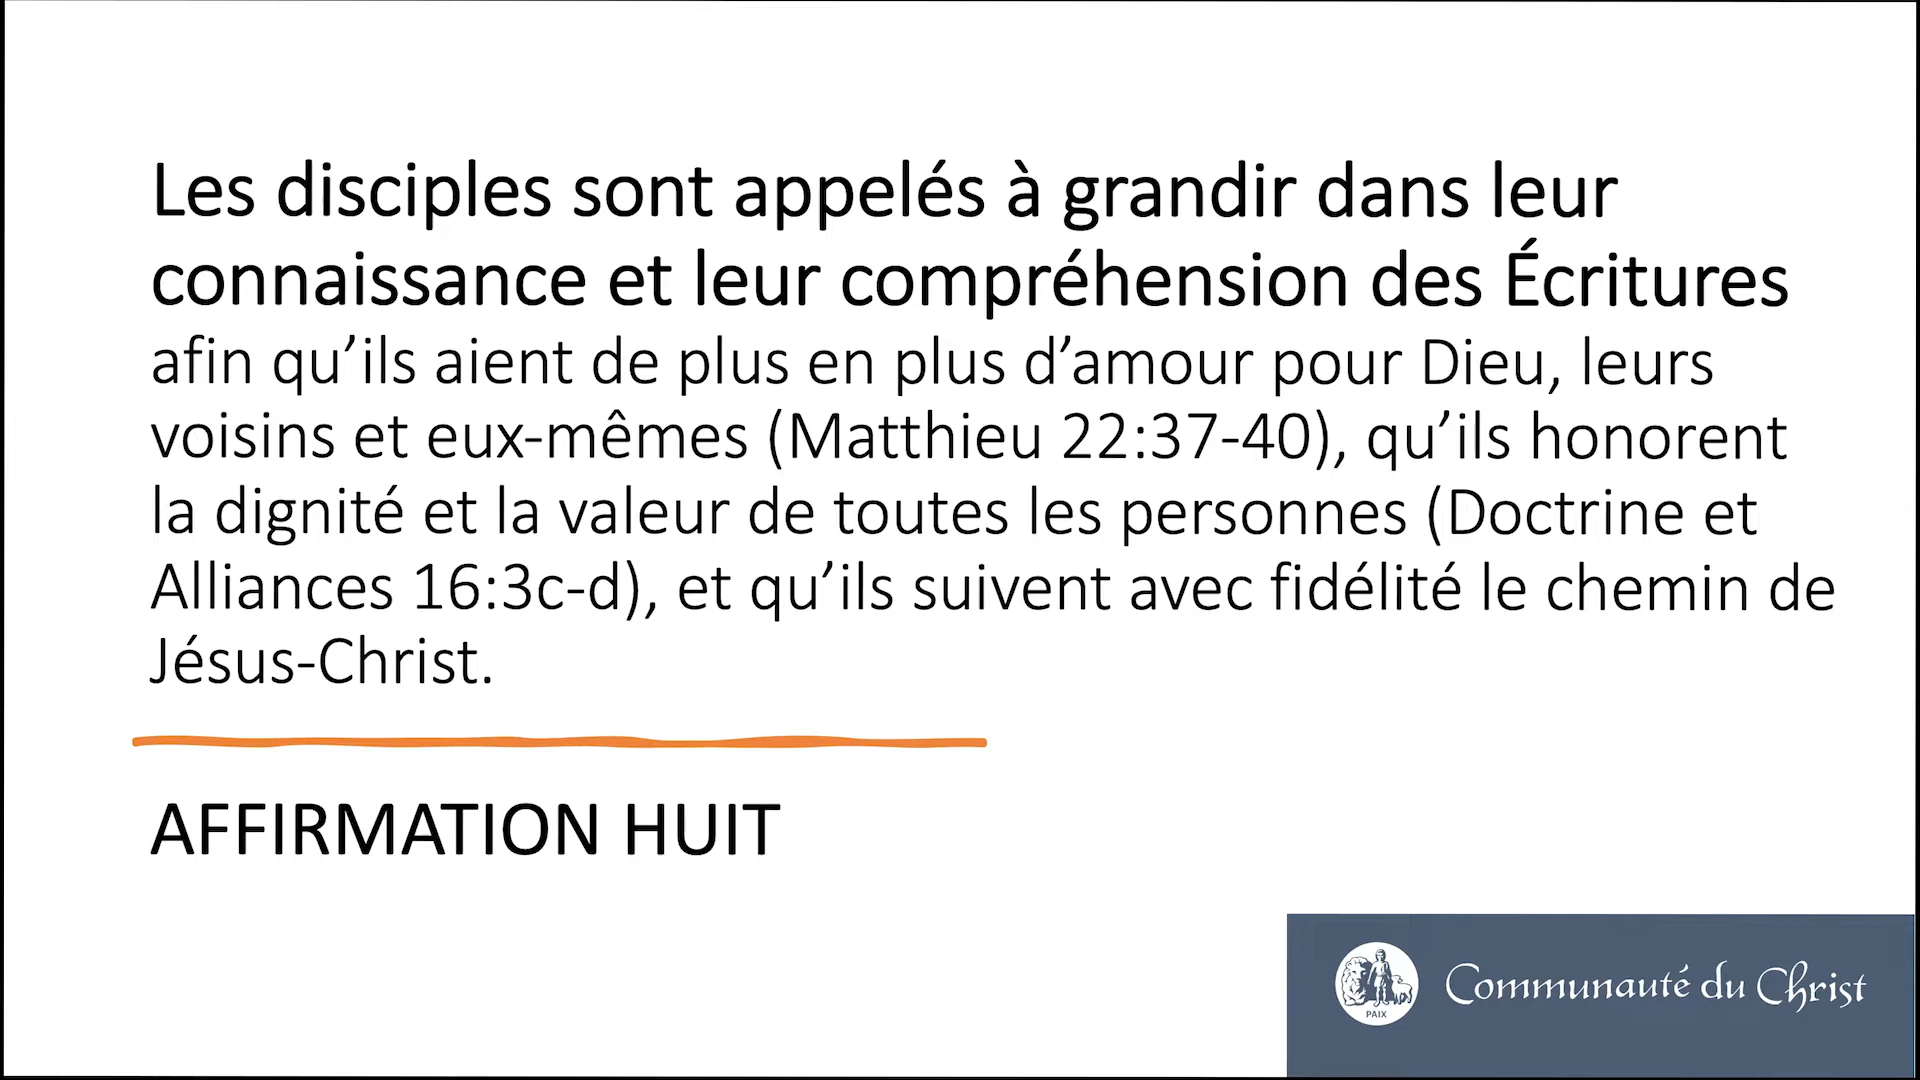 Les disciples sont appelés à grandir dans leur
connaissance et leur compréhension des Écritures
afin qu’ils aient de plus en plus d’amour pour Dieu, leurs
voisins et eux-mêmes (Matthieu 22:37-40), qu’ils honorent
la dignité et la valeur de toutes les personnes (Doctrine et
Alliances 16:3c-d), et qu’ils suivent avec fidélité le chemin de
Jésus-Christ.
AFFIRMATION HUIT
PAIX
Communauté du Christ